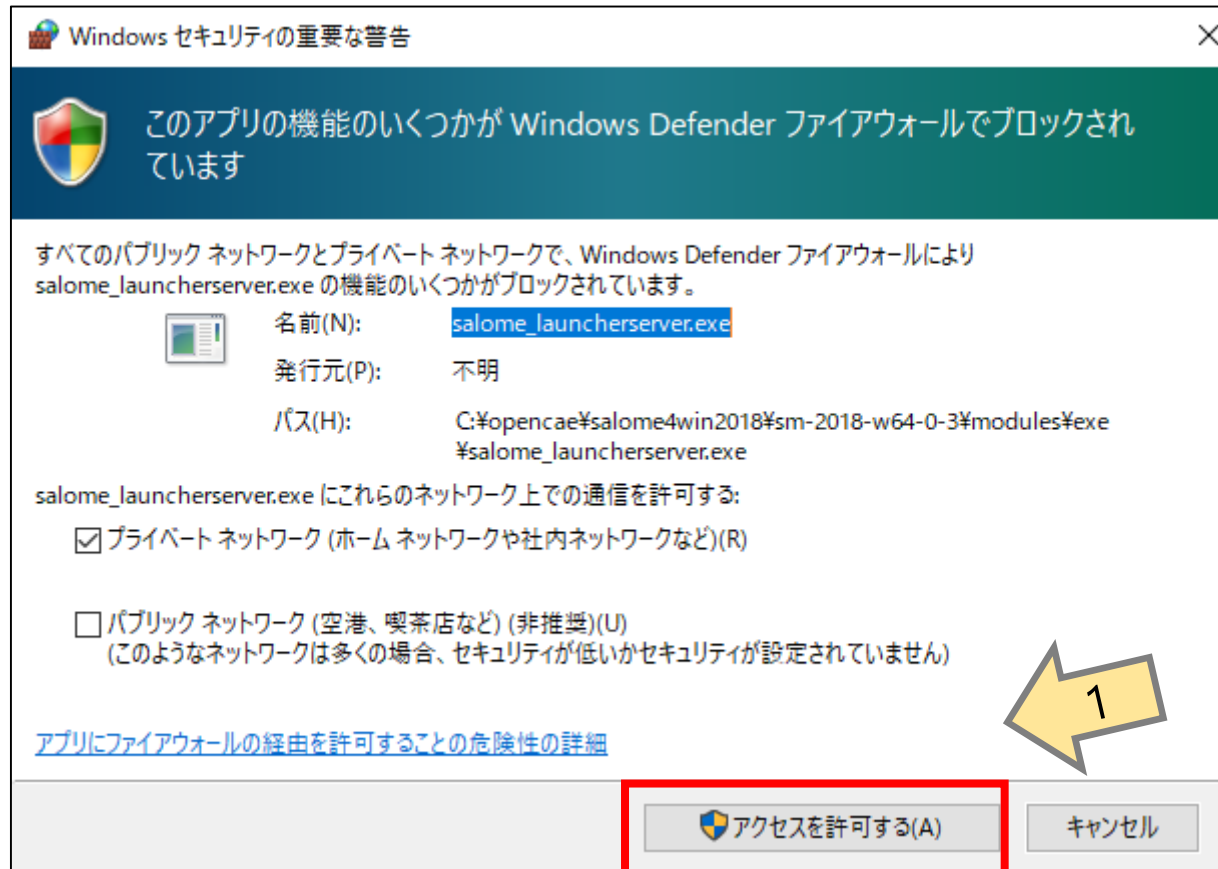 Windows セキュリティの重要な警告
このアプリの機能のいくつかが Windows Defender ファイアウォールでブロックされ
ています
すべてのパブリック ネットワークとプライベート ネットワークで、Windows Defender ファイアウォールにより
salome_launcherserver.exe の機能のいくつかがブロックされています。
名前(N): salome_launcherserver.exe
発行元(P): 不明
パス(H): C:¥opencae¥salome4win2018¥sm-2018-w64-0-3¥modules¥exe
¥salome_launcherserver.exe
salome_launcherserver.exe にこれらのネットワーク上での通信を許可する:
プライベート ネットワーク (ホーム ネットワークや社内ネットワークなど)(R)
パブリック ネットワーク (空港、喫茶店など) (非推奨)(U)
(このようなネットワークは多くの場合、セキュリティが低いかセキュリティが設定されていません)
1
アプリにファイアウォールの経由を許可することの危険性の詳細
アクセスを許可する(A) キャンセル